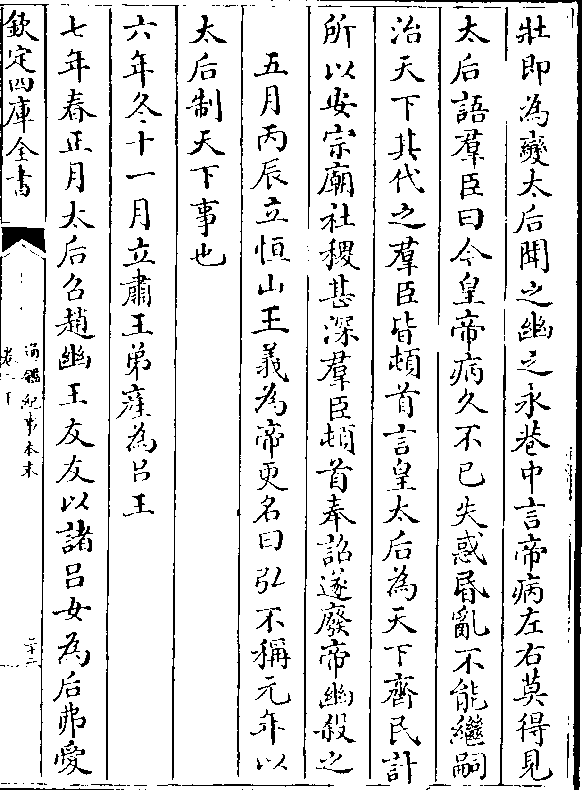 壯即為變太后聞之幽之永巷中言帝病左右莫得見
太后語羣臣曰今皇帝病久不已失惑昬亂不能繼嗣
治天下其代之羣臣皆頓首言皇太后為天下齊民計
所以安宗廟社稷甚深羣臣頓首奉詔遂廢帝幽殺之
五月丙辰立恒山王義為帝更名曰弘不稱元年以
太后制天下事也
六年冬十一月立肅王弟産為吕王
七年春正月太后召趙幽王友友以諸吕女為后弗愛
欽定四庫全書
通鑑紀事本末
卷二下
二十二